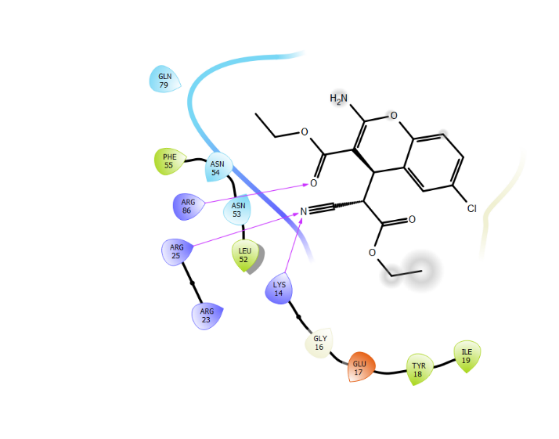 GLN
79
H₂N
O
O
PHE
55
ASN
54
O
ARG
86
ASN
53
N
Cl
O
ARG
25
LEU
52
O
LYS
14
ARG
23
GLY
16
ILE
19
GLU
17
TYR
18